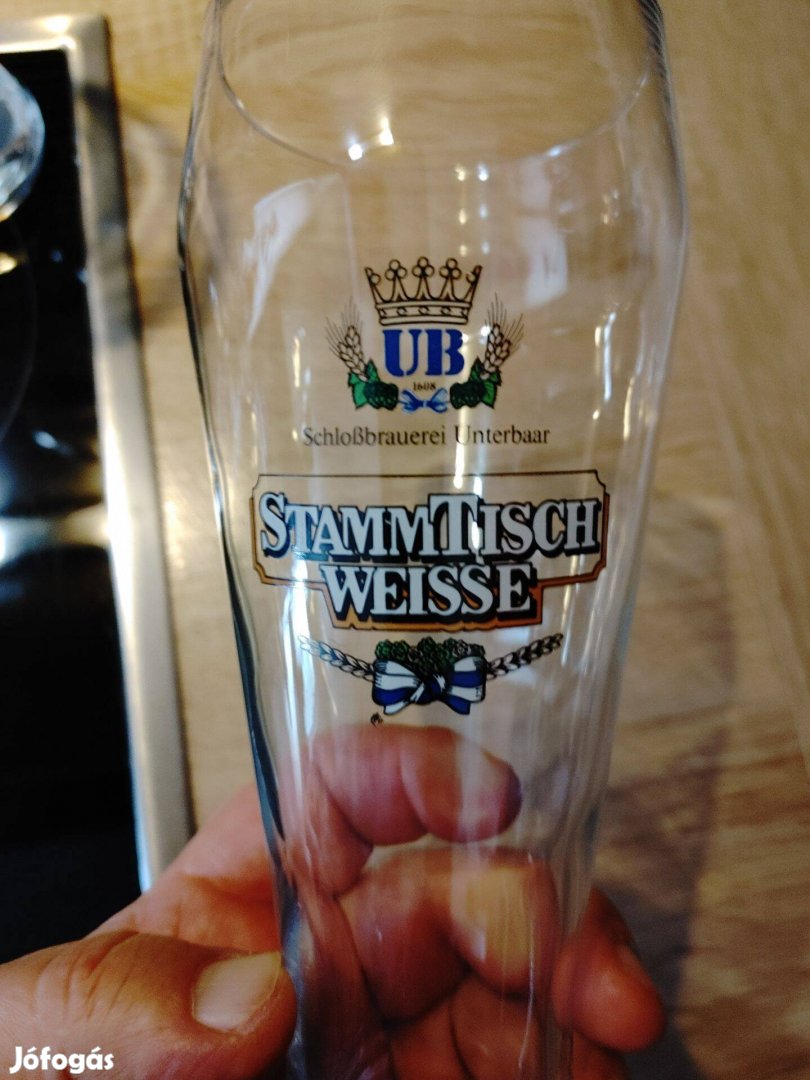 UB
1608
Schloßbrauerei Unterbaar
STAMMTISCH
WEISSE
Jófogás